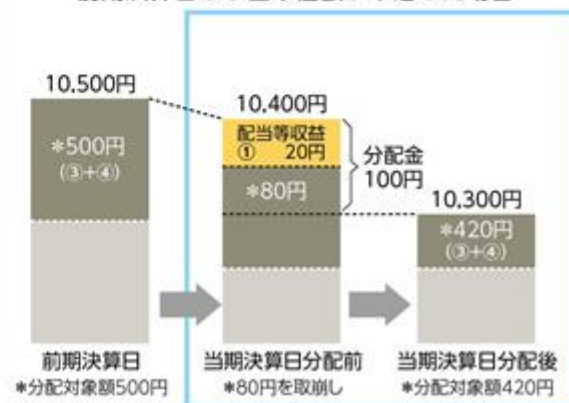 10,500円
*500円
(③+④)
10,400円
配当等収益
① 20円
*80円
分配金
100円
10,300円
*420円
(③+④)
前期決算日
*分配対象額500円
当期決算日分配前
*80円を取崩し
当期決算日分配後
*分配対象額420円